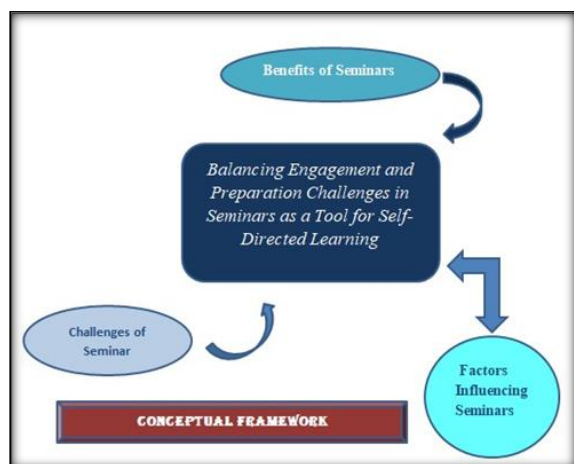 Benefits of Seminars
Balancing Engagement and
Preparation Challenges in
Seminars as a Tool for Self-
Directed Learning
Challenges of
Seminar
Factors
Influencing
Seminars
CONCEPTUAL FRAMEWORK